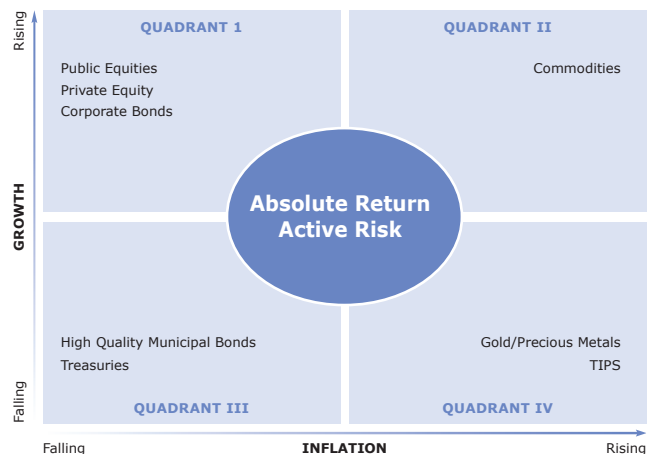 Rising
GROWTH
Falling
QUADRANT 1
Public Equities
Private Equity
Corporate Bonds
QUADRANT II
Commodities
Absolute Return
Active Risk
High Quality Municipal Bonds
Treasuries
QUADRANT III
Gold/Precious Metals
TIPS
QUADRANT IV
Falling
INFLATION
Rising